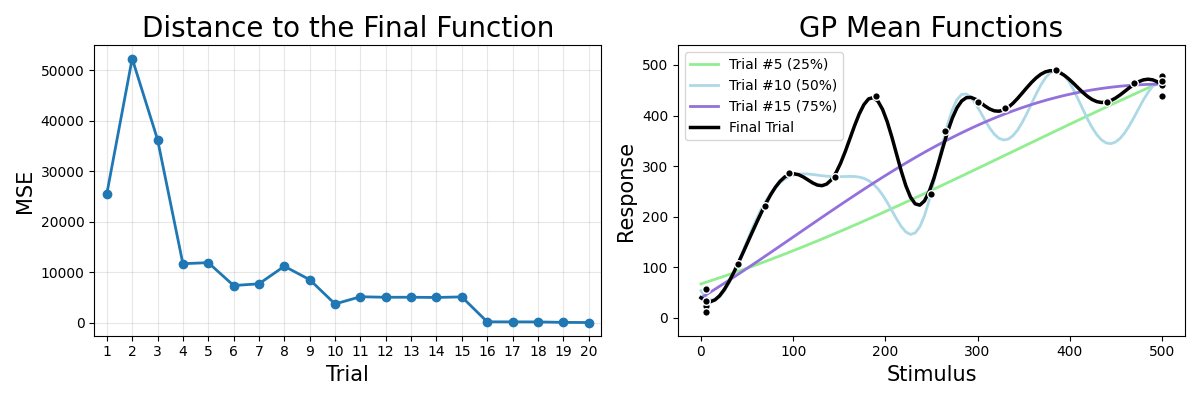 Distance to the Final Function
MSE
50000
40000
30000
20000
10000
0
1 2 3 4 5 6 7 8 9 10 11 12 13 14 15 16 17 18 19 20
Trial
GP Mean Functions
Response
500
400
300
200
100
0
Trial #5 (25%)
Trial #10 (50%)
Trial #15 (75%)
Final Trial
0 100 200 300 400 500
Stimulus